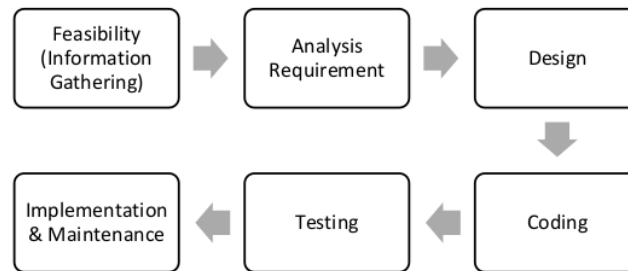 Feasibility
(Information
Gathering)
Analysis
Requirement
Design
Coding
Testing
Implementation
& Maintenance